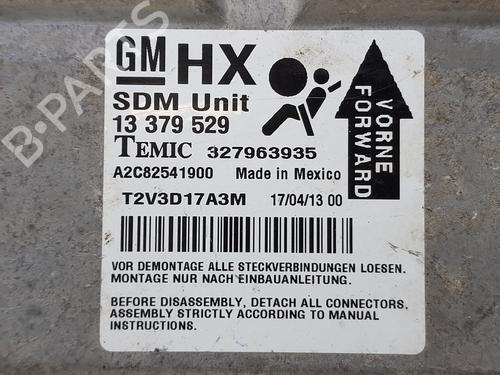 GM HX
SDM Unit
13 379 529
TEMIC 327963935
A2C82541900 Made in Mexico
T2V3D17A3M 17/04/13 00
VORNE
FORWARD
VOR DEMONTAGE ALLE STECKVERBINDUNGEN LOESEN.
MONTAGE NUR NACH EINBAUANLEITUNG.
BEFORE DISASSEMBLY, DETACH ALL CONNECTORS,
ASSEMBLY STRICTLY ACCORDING TO MANUAL
INSTRUCTIONS.
B-PARTS